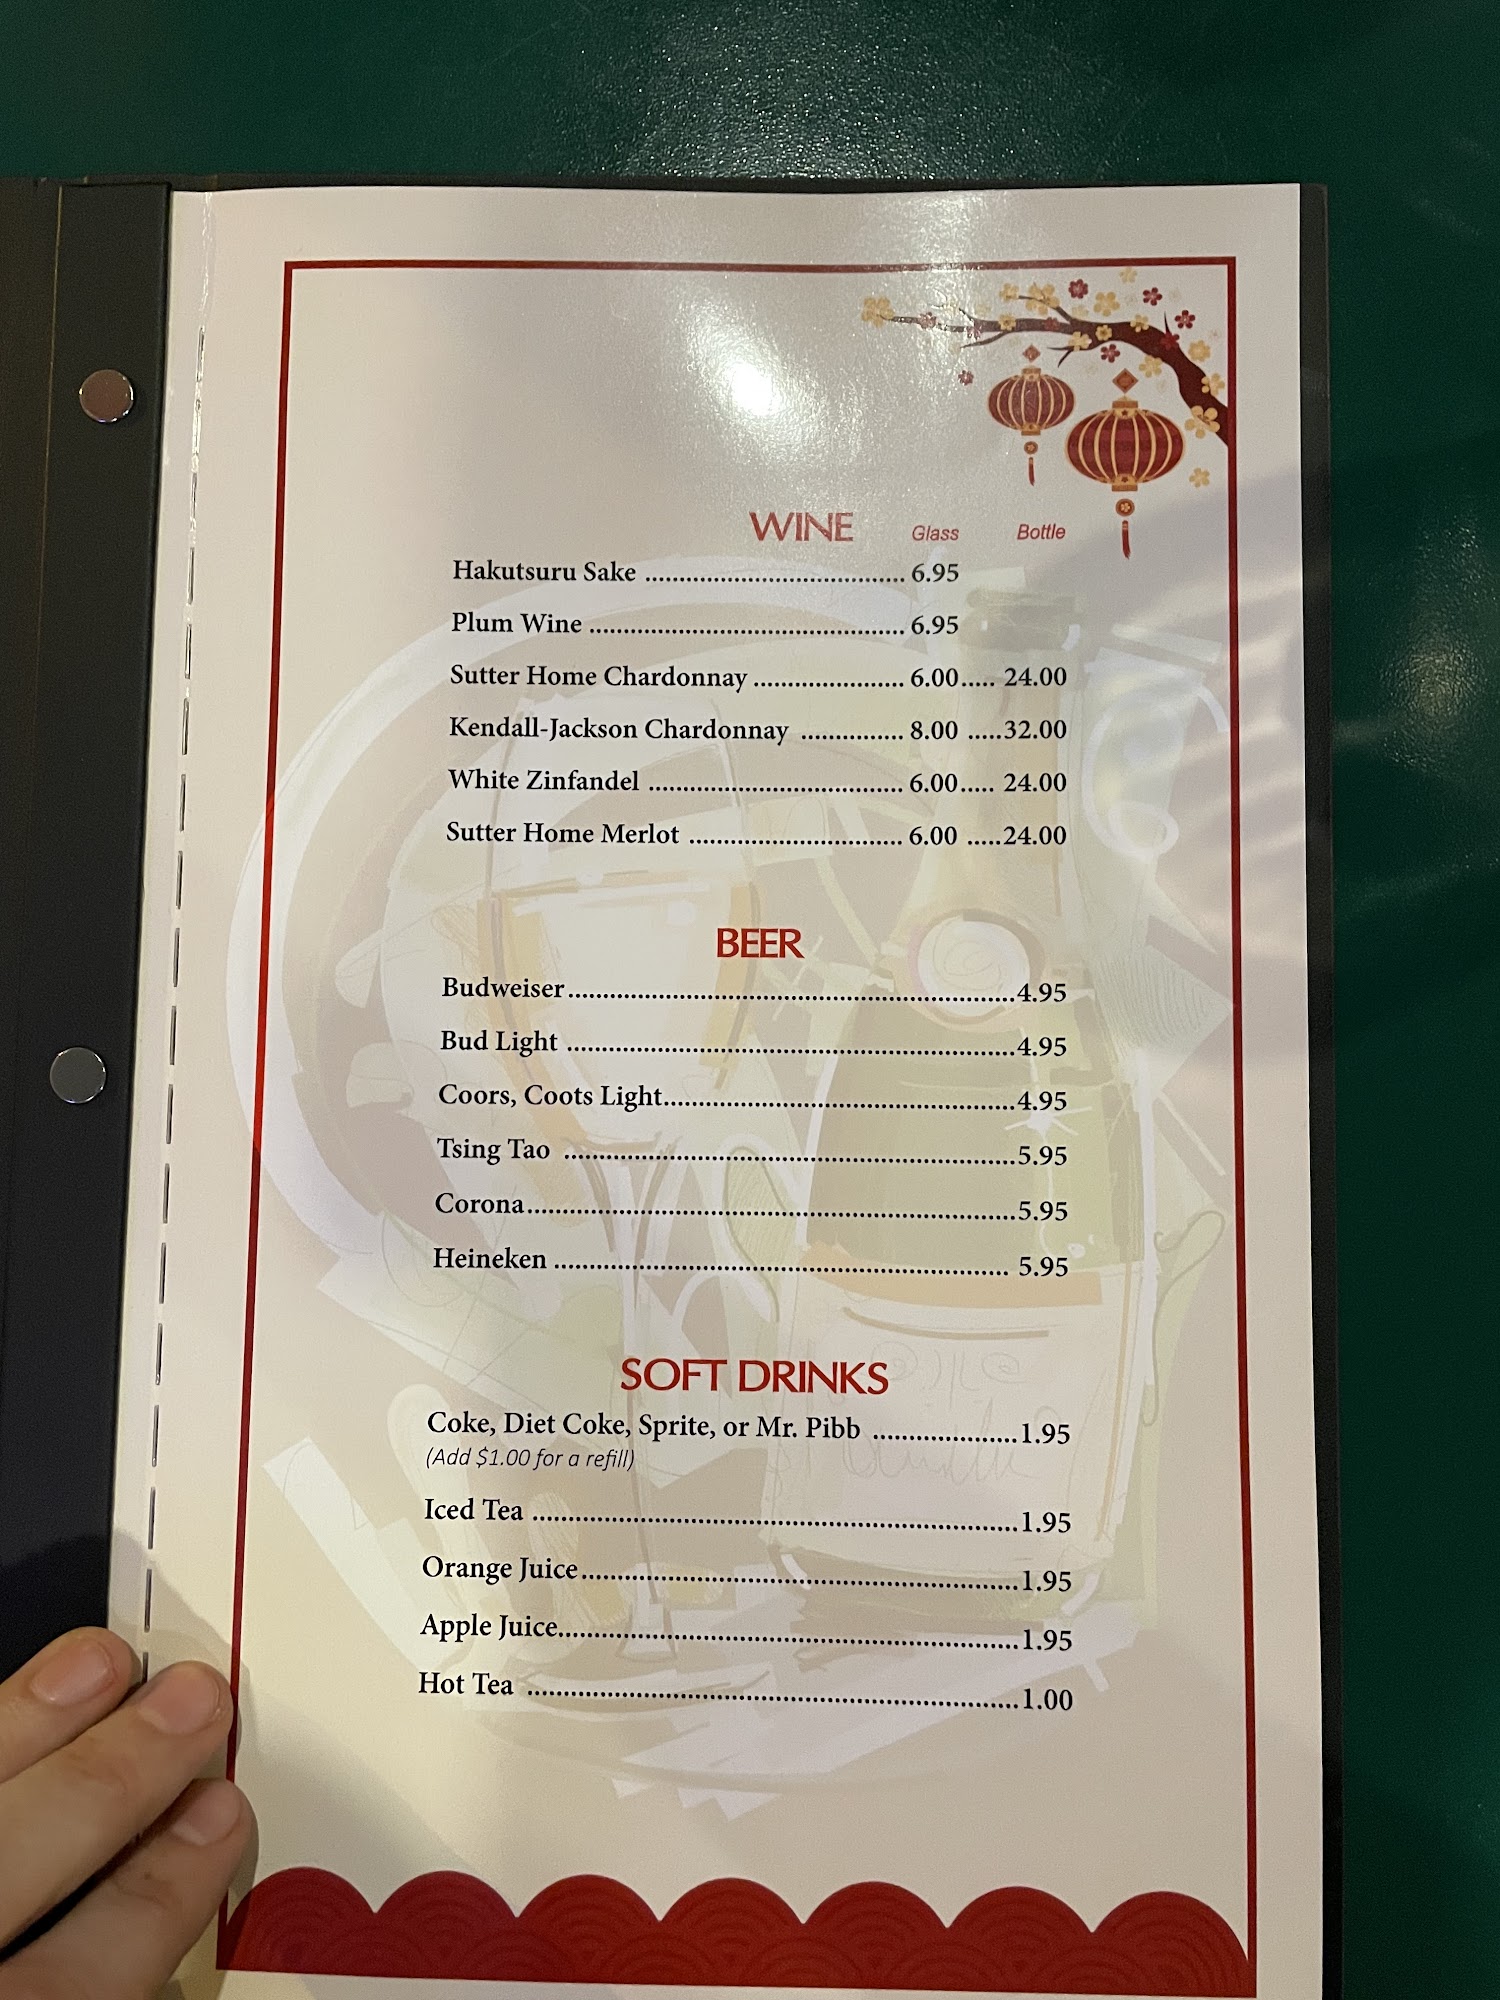 WINE Glass Bottle
Hakutsuru Sake ...................................... 6.95
Plum Wine .............................................. 6.95
Sutter Home Chardonnay ...................... 6.00..... 24.00
Kendall-Jackson Chardonnay ............... 8.00 .....32.00
White Zinfandel ..................................... 6.00..... 24.00
Sutter Home Merlot ............................... 6.00 .....24.00
BEER
Budweiser.................................................................4.95
Bud Light .................................................................4.95
Coors, Coots Light...................................................4.95
Tsing Tao ..................................................................5.95
Corona.......................................................................5.95
Heineken .................................................................. 5.95
SOFT DRINKS
Coke, Diet Coke, Sprite, or Mr. Pibb .....................1.95
(Add $1.00 for a refill)
Iced Tea .......................................................................1.95
Orange Juice...............................................................1.95
Apple Juice..................................................................1.95
Hot Tea .......................................................................1.00